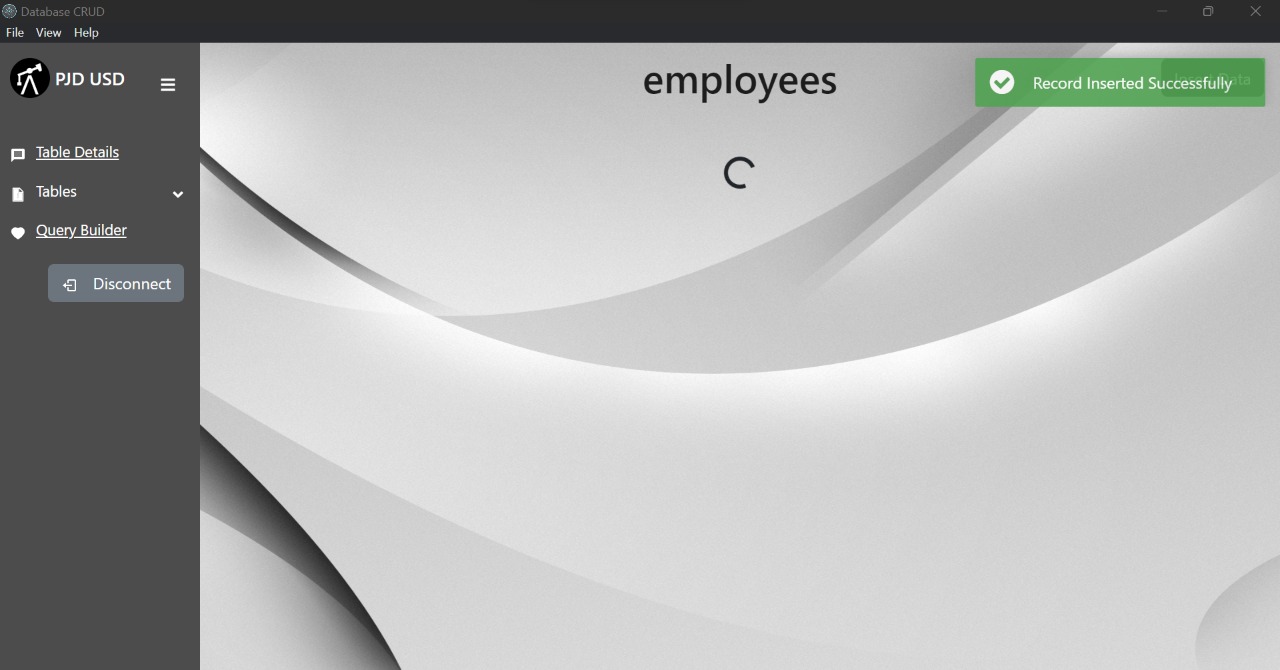 Database CRUD
File View Help
PJD USD
employees
Record Inserted Successfully
Table Details
Tables
Query Builder
Disconnect